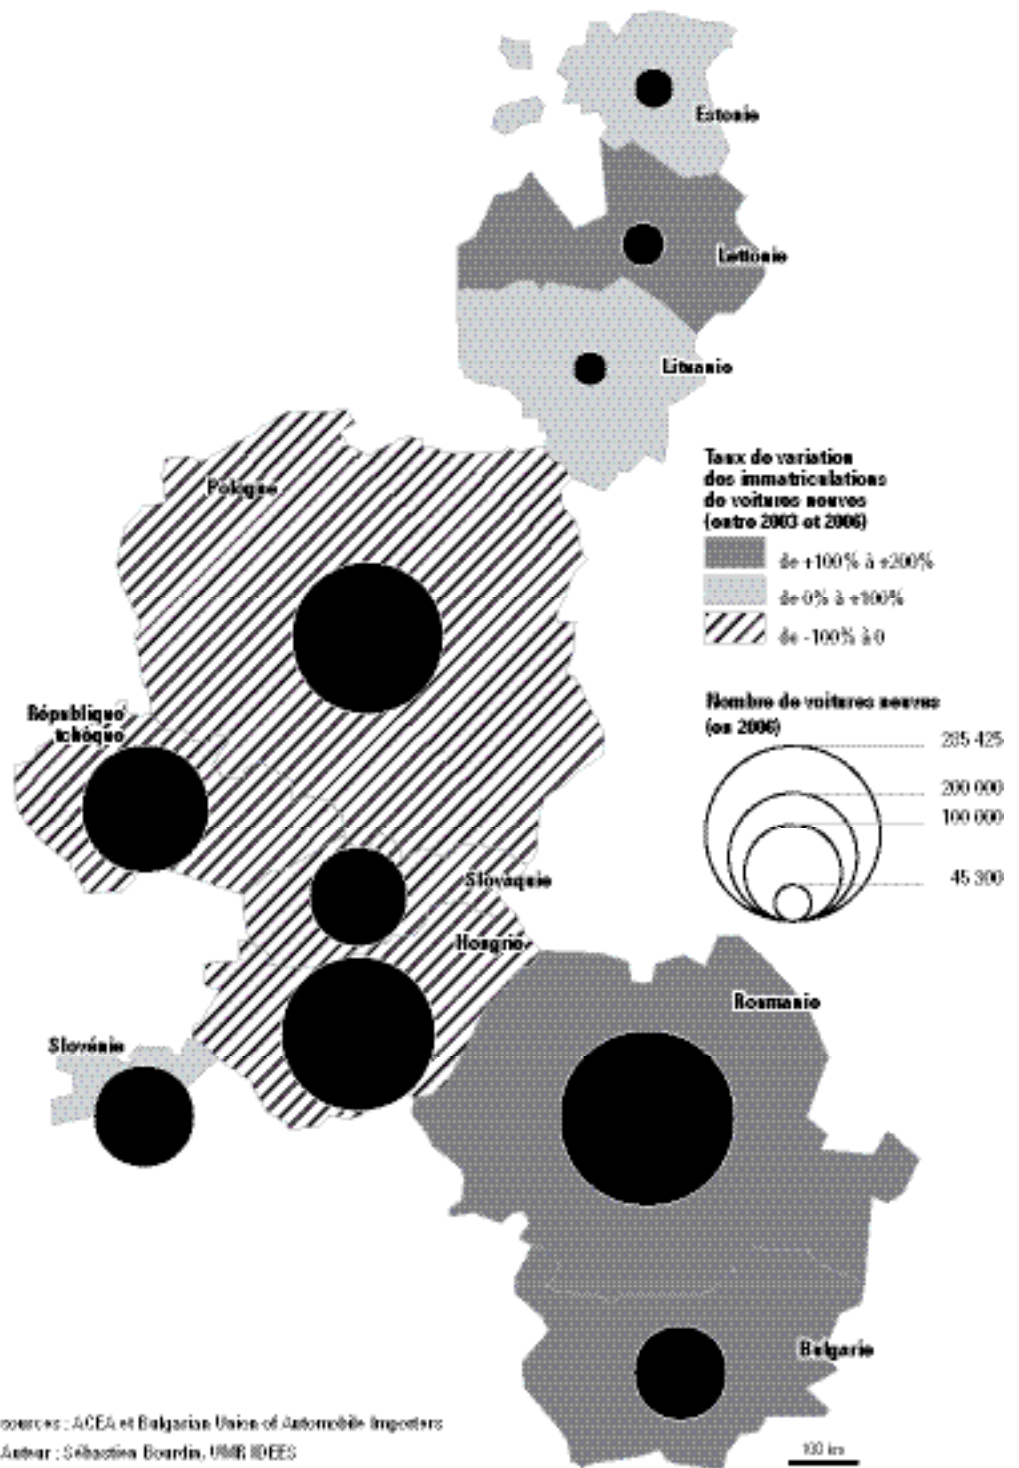 Estonie
Lettonie
Lituanie
Pologne
Taux de variation
des immatriculations
de voitures neuves
(entre 2003 et 2006)
de +100% à +200%
de 0% à +100%
de -100% à 0
République
tchèque
Nombre de voitures neuves
(en 2006)
285 425
200 000
100 000
45 300
Slovaquie
Hongrie
Roumanie
Slovénie
Bulgarie
sources : ACEA et Bulgarian Union of Automobile Importers
Auteur : Sébastien Bourdin, UMR IDEES
100 km